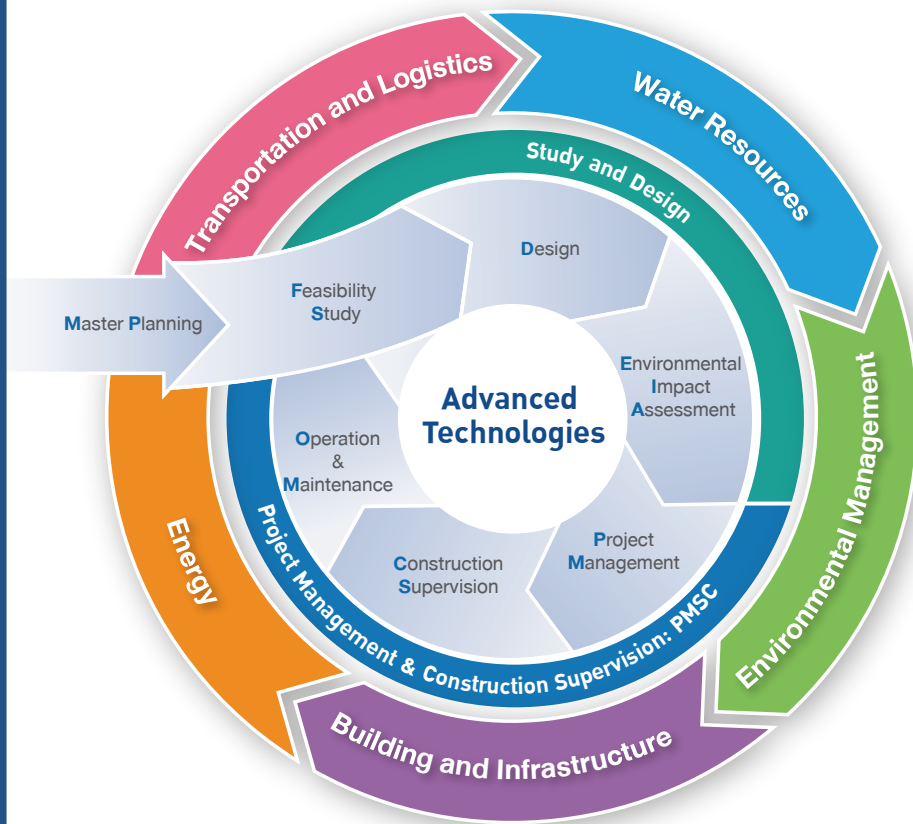 Transportation and Logistics
Water Resources
Environmental Management
Building and Infrastructure
Energy
Study and Design
Project Management & Construction Supervision: PMSC
Master Planning
Feasibility
Study
Design
Environmental
Impact
Assessment
Project
Management
Construction
Supervision
Operation
&
Maintenance
Advanced
Technologies